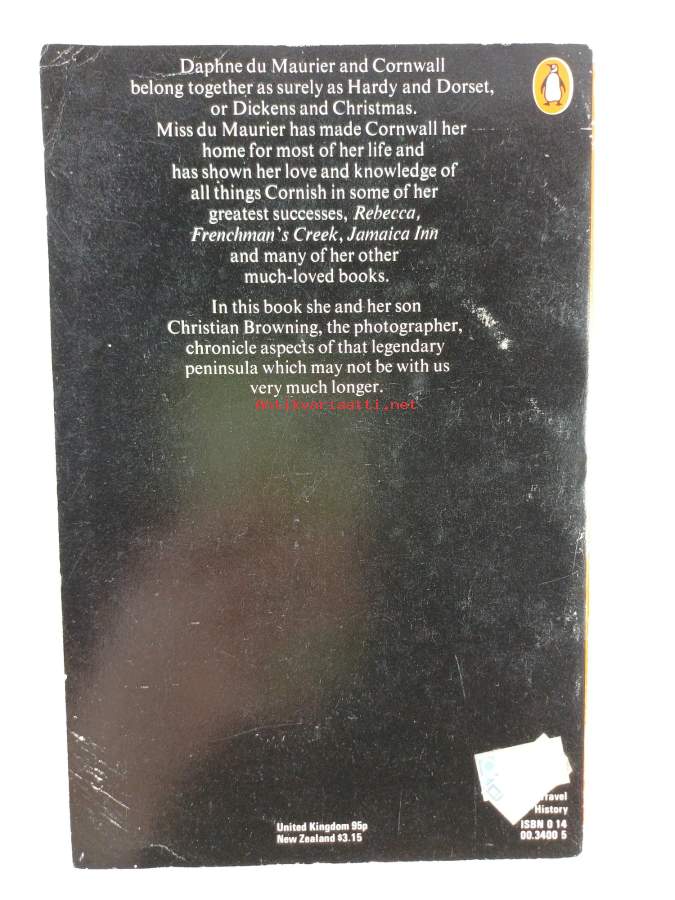 Daphne du Maurier and Cornwall
belong together as surely as Hardy and Dorset,
or Dickens and Christmas.
Miss du Maurier has made Cornwall her
home for most of her life and
has shown her love and knowledge of
all things Cornish in some of her
greatest successes, Rebecca,
Frenchman's Creek, Jamaica Inn
and many of her other
much-loved books.
In this book she and her son
Christian Browning, the photographer,
chronicle aspects of that legendary
peninsula which may not be with us
very much longer.
Antikvariaatti.net
Travel
History
United Kingdom 95p
New Zealand $3.15
ISBN 0 14
00.3400 5